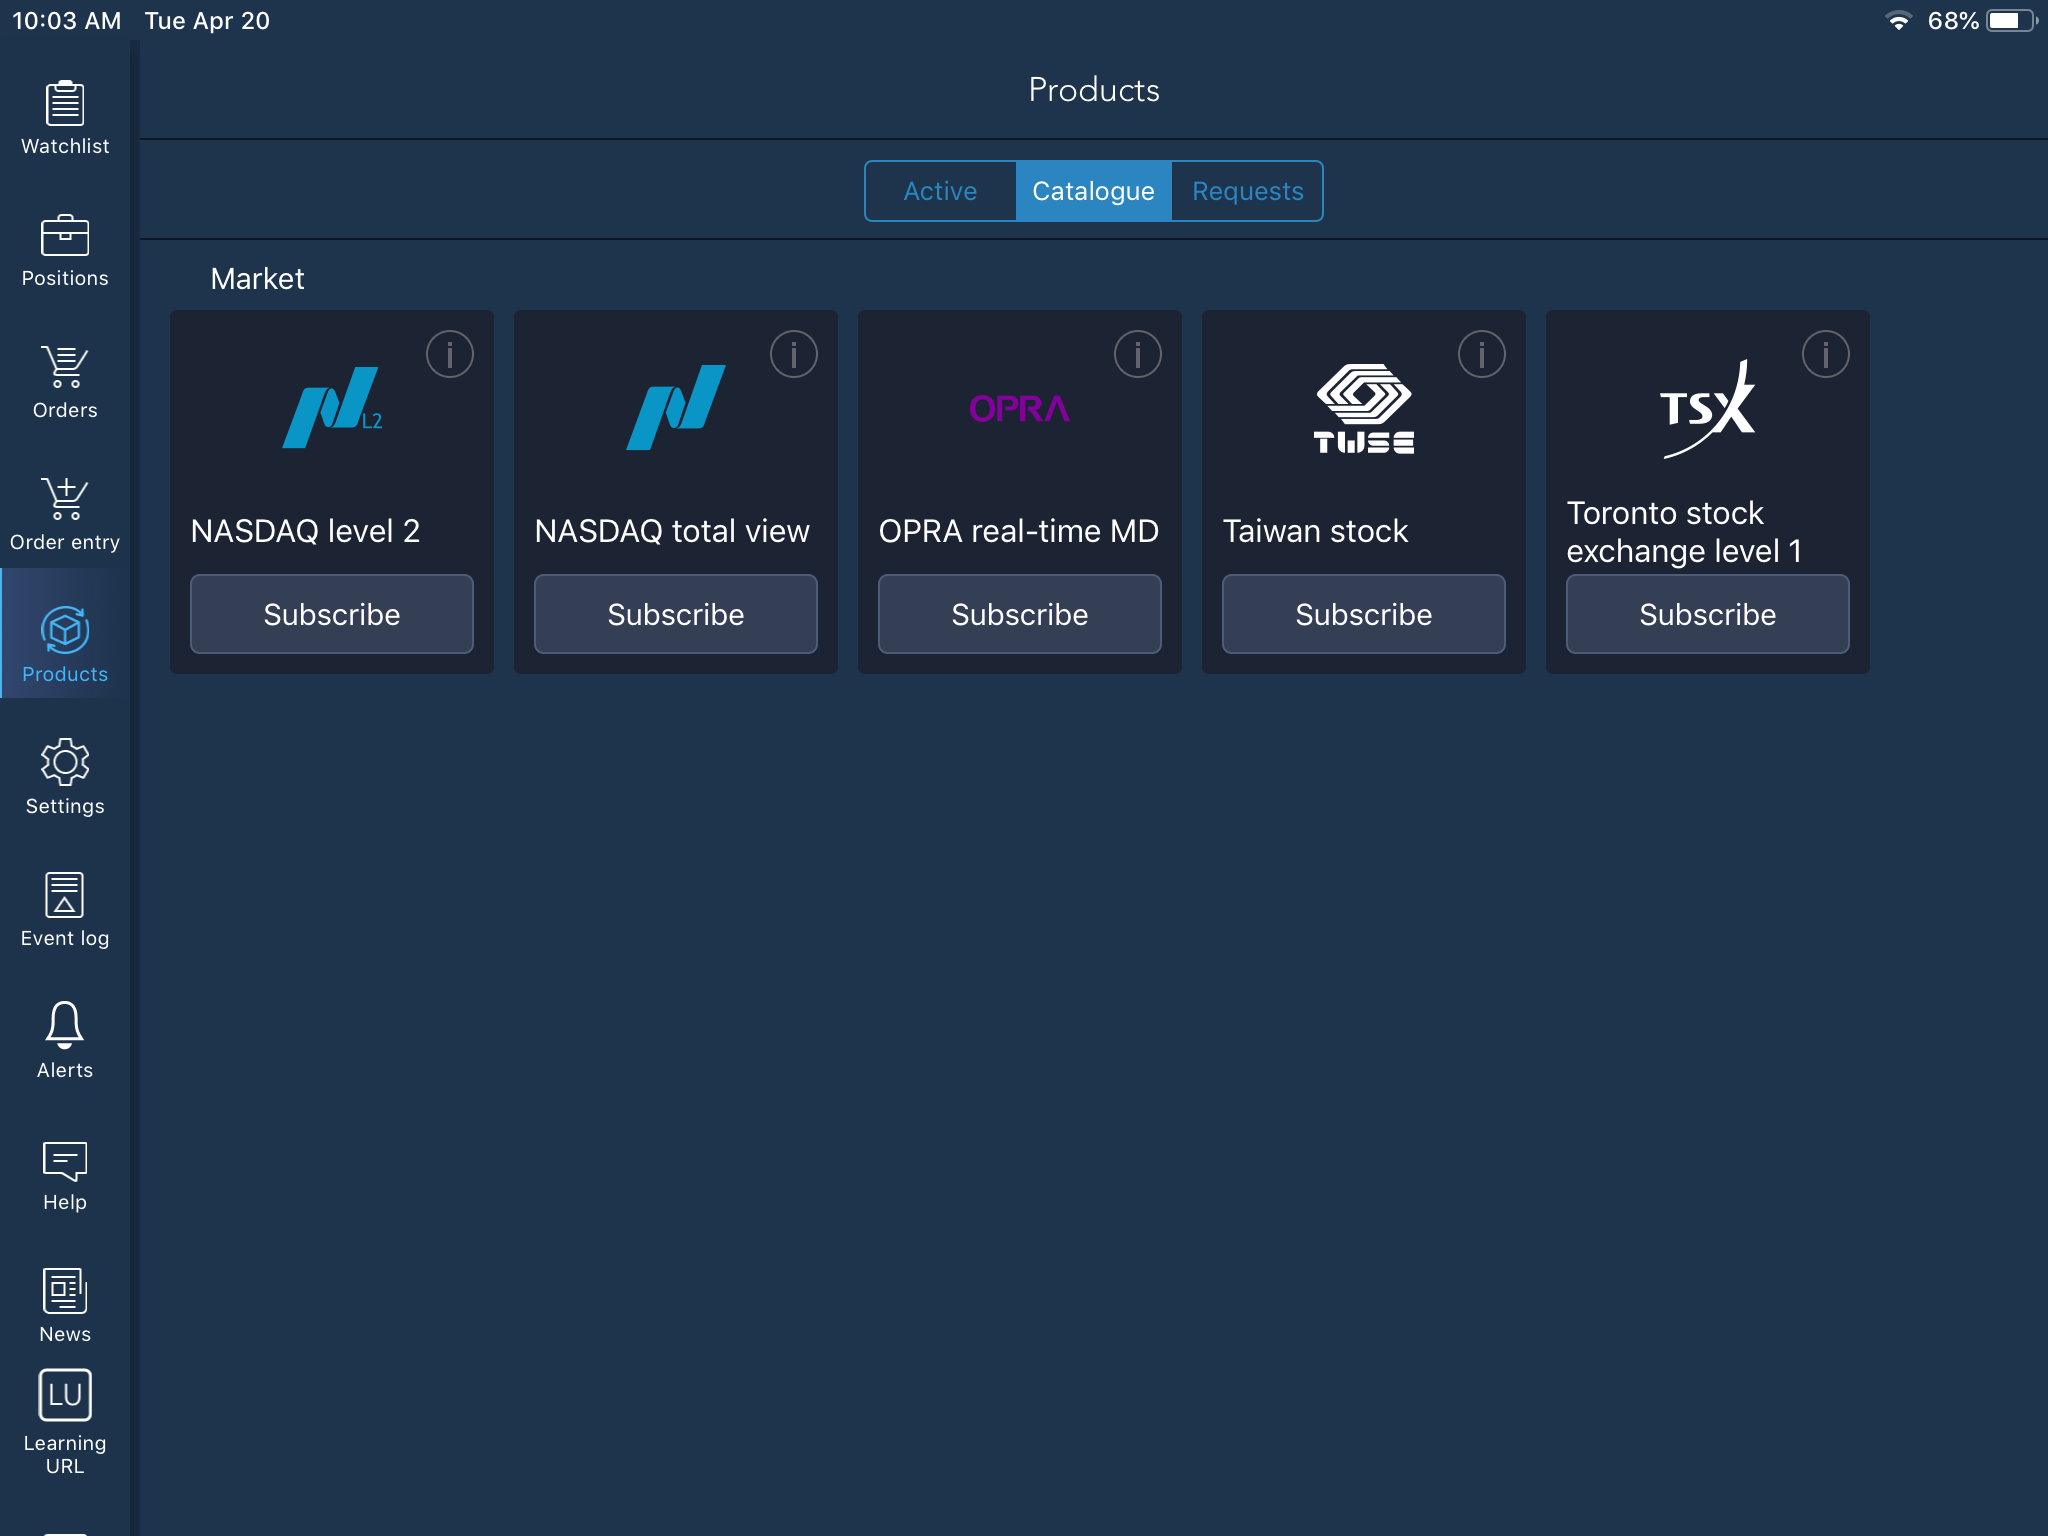 10:03 AM Tue Apr 20
68%
Products
Active Catalogue Requests
Market
L2
NASDAQ level 2
Subscribe
NASDAQ total view
Subscribe
OPRA
OPRA real-time MD
Subscribe
TWSE
Taiwan stock
Subscribe
TSX
Toronto stock
exchange level 1
Subscribe
Watchlist
Positions
Orders
Order entry
Products
Settings
Event log
Alerts
Help
News
LU
Learning
URL